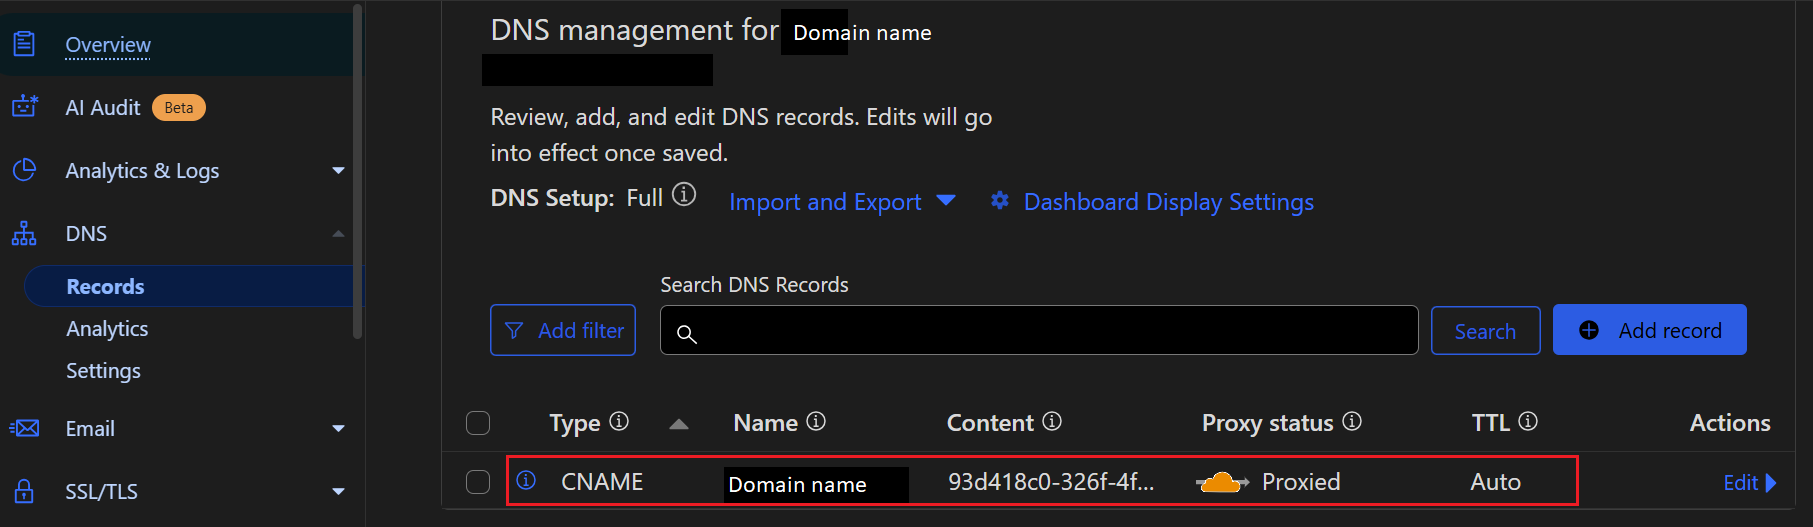 Overview
AI Audit Beta
Analytics & Logs
DNS
Records
Analytics
Settings
Email
SSL/TLS
DNS management for Domain name
Review, add, and edit DNS records. Edits will go
into effect once saved.
DNS Setup: Full Import and Export Dashboard Display Settings
Search DNS Records
Add filter Search Add record
Type Name Content Proxy status TTL Actions
CNAME Domain name 93d418c0-326f-4f... Proxied Auto Edit